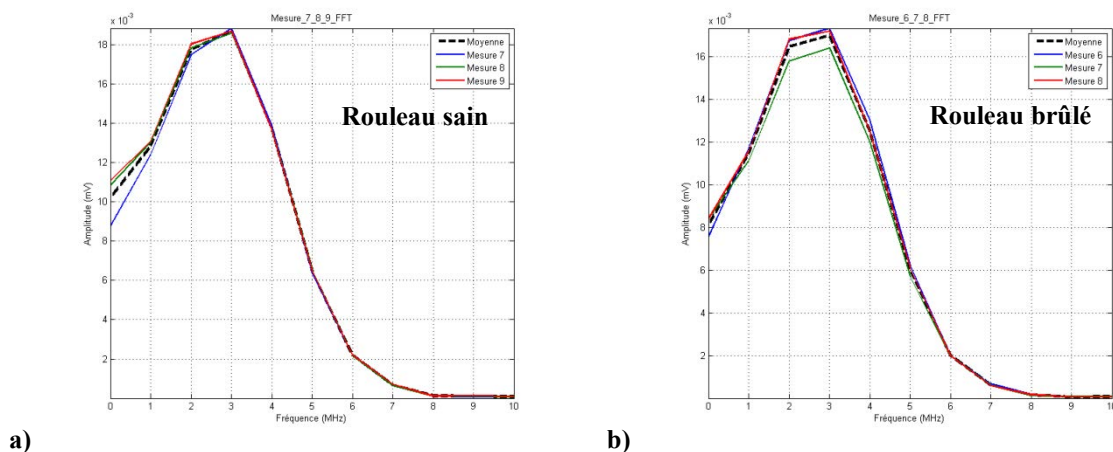 Mesure_7_8_9_FFT
x 10⁻³
18
16
14
12
10
8
6
4
2
0 1 2 3 4 5 6 7 8 9 10
Amplitude (mV)
Fréquence (MHz)
Moyenne
Mesure 7
Mesure 8
Mesure 9
Rouleau sain
a)
Mesure_6_7_8_FFT
x 10⁻³
16
14
12
10
8
6
4
2
0 1 2 3 4 5 6 7 8 9 10
Amplitude (mV)
Fréquence (MHz)
Moyenne
Mesure 6
Mesure 7
Mesure 8
Rouleau brûlé
b)